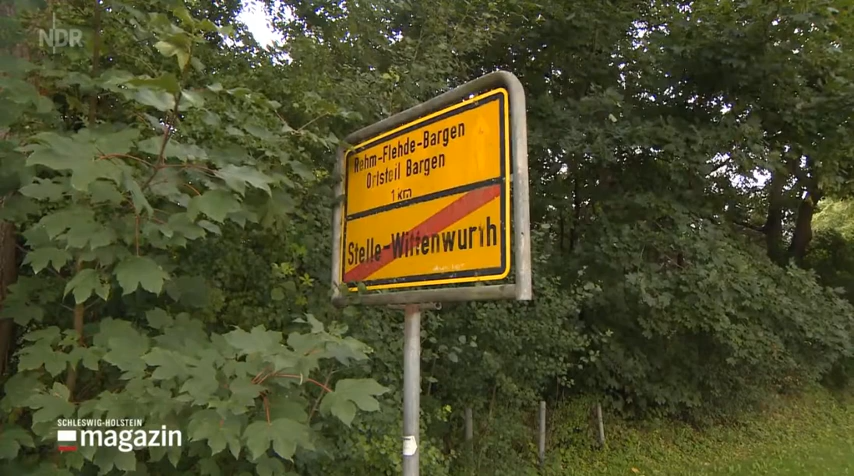 NDR
Rehm-Flehde-Bargen
Ortsteil Bargen
1 km
Stelle-Wittenwurth
SCHLESWIG-HOLSTEIN
magazin